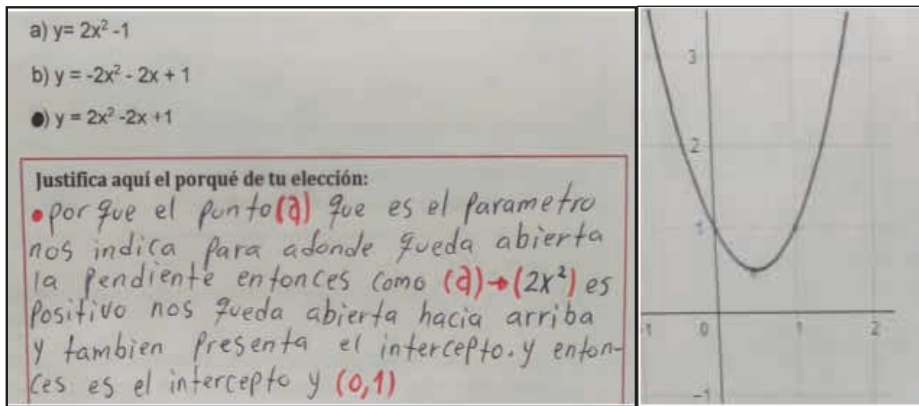 a) y= 2x² -1
b) y = -2x² - 2x + 1
) y = 2x² -2x +1
Justifica aquí el porqué de tu elección:
• por que el punto (a) que es el parametro
nos indica para adonde queda abierta
la pendiente entonces como (a)→(2x²) es
positivo nos queda abierta hacia arriba
y tambien presenta el intercepto. y enton-
ces es el intercepto y (0,1)
3
2
1
-1 0 1 2
-1